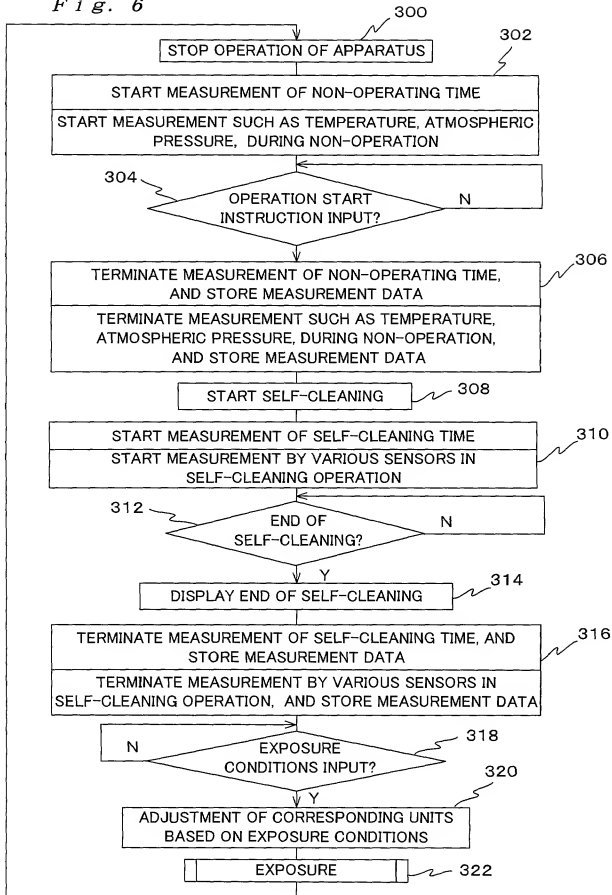 Fig. 6
300
STOP OPERATION OF APPARATUS
302
START MEASUREMENT OF NON-OPERATING TIME
START MEASUREMENT SUCH AS TEMPERATURE, ATMOSPHERIC
PRESSURE, DURING NON-OPERATION
304
OPERATION START
INSTRUCTION INPUT?
N
306
TERMINATE MEASUREMENT OF NON-OPERATING TIME,
AND STORE MEASUREMENT DATA
TERMINATE MEASUREMENT SUCH AS TEMPERATURE,
ATMOSPHERIC PRESSURE, DURING NON-OPERATION,
AND STORE MEASUREMENT DATA
START SELF-CLEANING
308
START MEASUREMENT OF SELF-CLEANING TIME
310
START MEASUREMENT BY VARIOUS SENSORS IN
SELF-CLEANING OPERATION
312
END OF
SELF-CLEANING?
N
Y
314
DISPLAY END OF SELF-CLEANING
316
TERMINATE MEASUREMENT OF SELF-CLEANING TIME, AND
STORE MEASUREMENT DATA
TERMINATE MEASUREMENT BY VARIOUS SENSORS IN
SELF-CLEANING OPERATION, AND STORE MEASUREMENT DATA
318
N
EXPOSURE
CONDITIONS INPUT?
Y
320
ADJUSTMENT OF CORRESPONDING UNITS
BASED ON EXPOSURE CONDITIONS
EXPOSURE
322